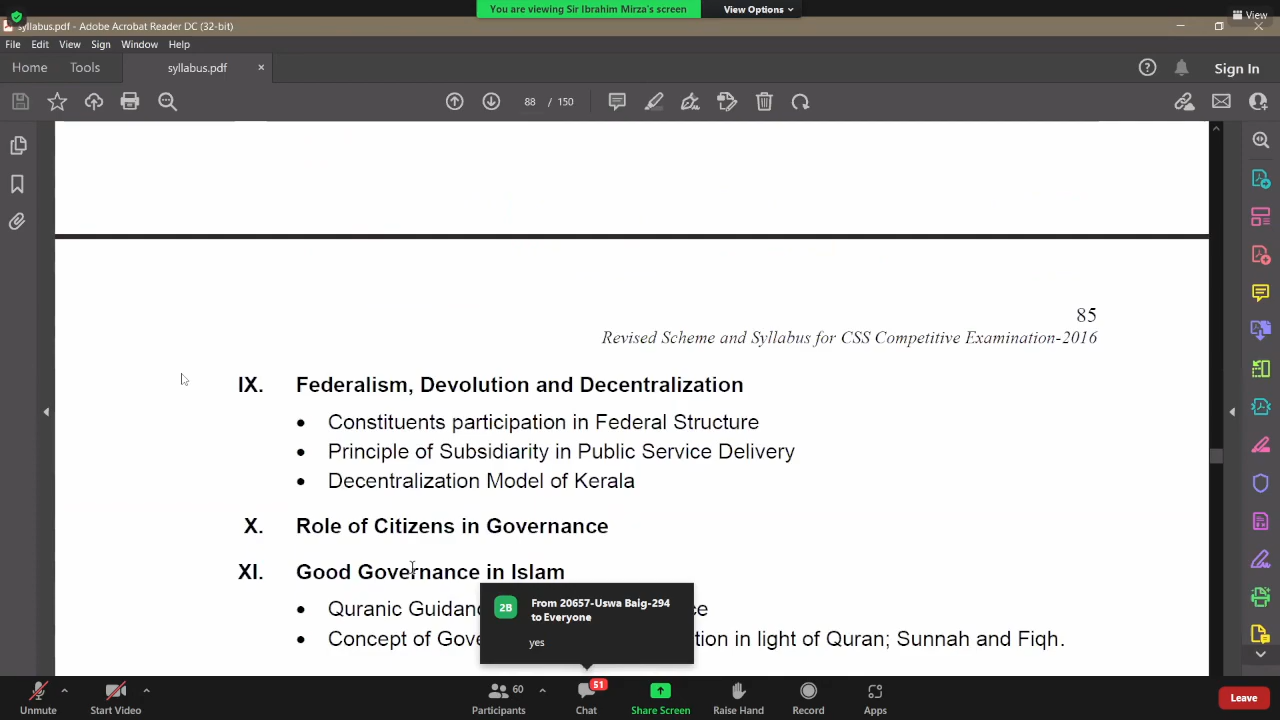 You are viewing Sir Ibrahim Mirza's screen
View Options
View
syllabus.pdf - Adobe Acrobat Reader DC (32-bit)
File Edit View Sign Window Help
Home Tools syllabus.pdf ×
Sign In
88 / 150
85
Revised Scheme and Syllabus for CSS Competitive Examination-2016
IX. Federalism, Devolution and Decentralization
• Constituents participation in Federal Structure
• Principle of Subsidiarity in Public Service Delivery
• Decentralization Model of Kerala
X. Role of Citizens in Governance
XI. Good Governance in Islam
• Quranic
• Concept of tion in light of Quran; Sunnah and Fiqh.
2B
From 20657-Uswa Baig-294
to Everyone
yes
Unmute
Start Video
60
Participants
51
Chat
Share Screen
Raise Hand
Record
Apps
Leave